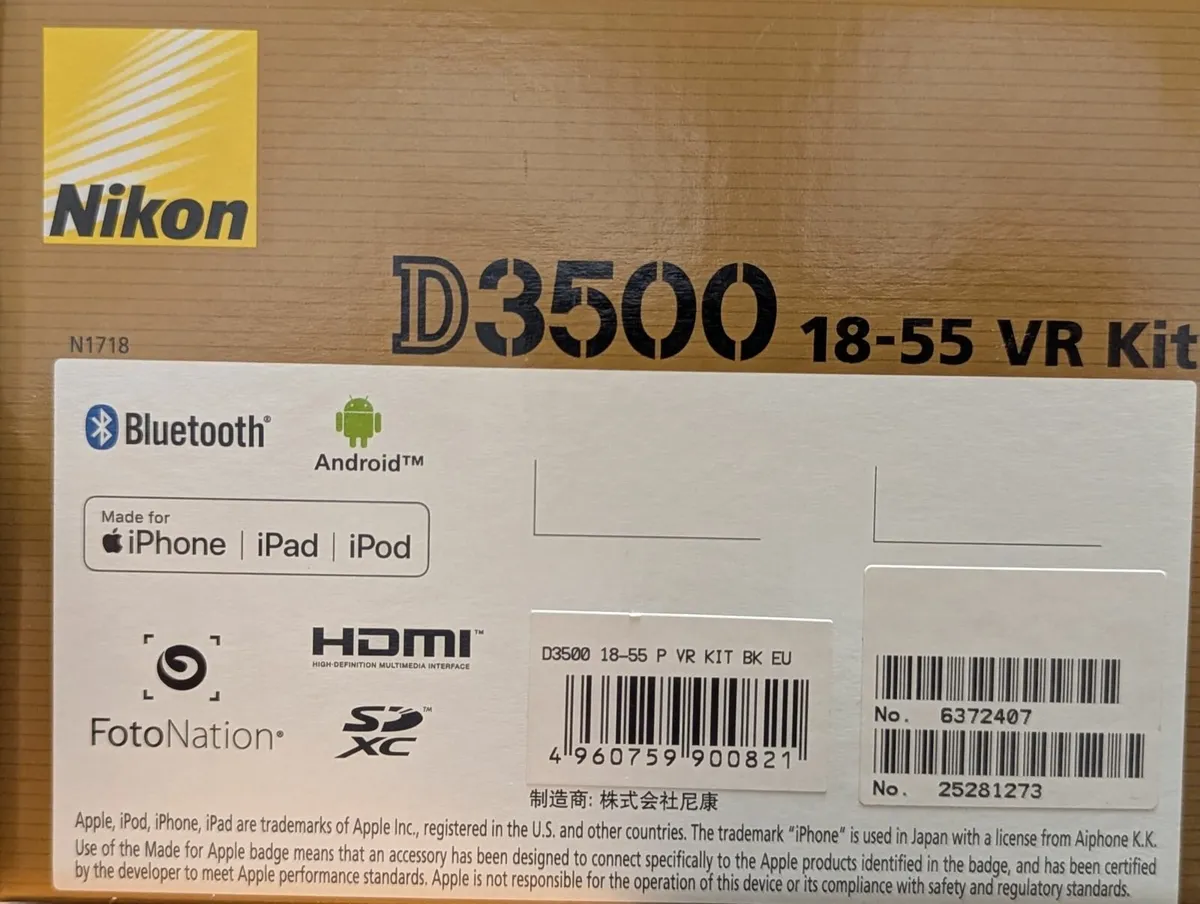 Nikon
D3500 18-55 VR Kit
N1718
Bluetooth®
Android™
Made for
iPhone | iPad | iPod
HDMI™
HIGH-DEFINITION MULTIMEDIA INTERFACE
FotoNation®
SD™
XC
D3500 18-55 P VR KIT BK EU
4 960759 900821
制造商: 株式会社尼康
No. 6372407
No. 25281273
Apple, iPod, iPhone, iPad are trademarks of Apple Inc., registered in the U.S. and other countries. The trademark “iPhone” is used in Japan with a license from Aiphone K.K.
Use of the Made for Apple badge means that an accessory has been designed to connect specifically to the Apple products identified in the badge, and has been certified
by the developer to meet Apple performance standards. Apple is not responsible for the operation of this device or its compliance with safety and regulatory standards.